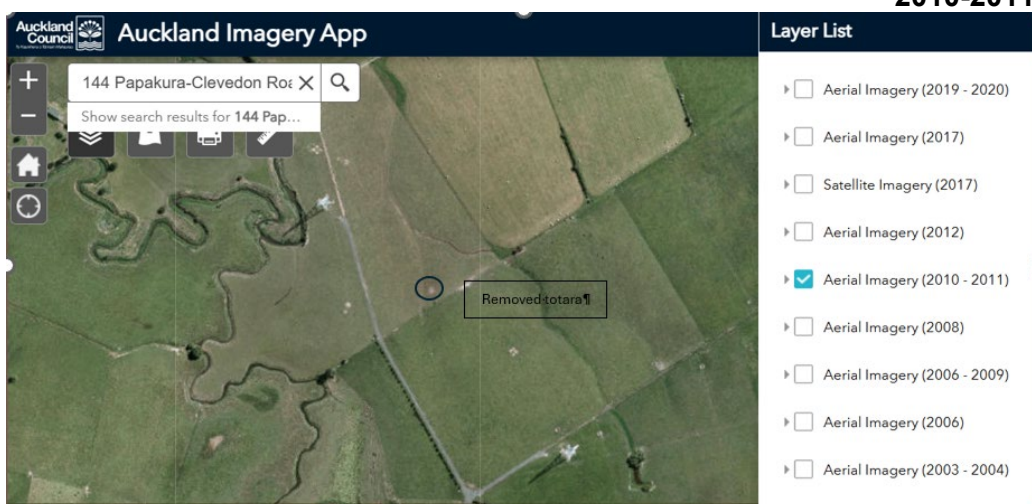 2010-2011
Auckland
Council
Auckland Imagery App
Layer List
144 Papakura-Clevedon Roa
Show search results for 144 Pap...
Removed·totara¶
Aerial Imagery (2019 - 2020)
Aerial Imagery (2017)
Satellite Imagery (2017)
Aerial Imagery (2012)
Aerial Imagery (2010 - 2011)
Aerial Imagery (2008)
Aerial Imagery (2006 - 2009)
Aerial Imagery (2006)
Aerial Imagery (2003 - 2004)